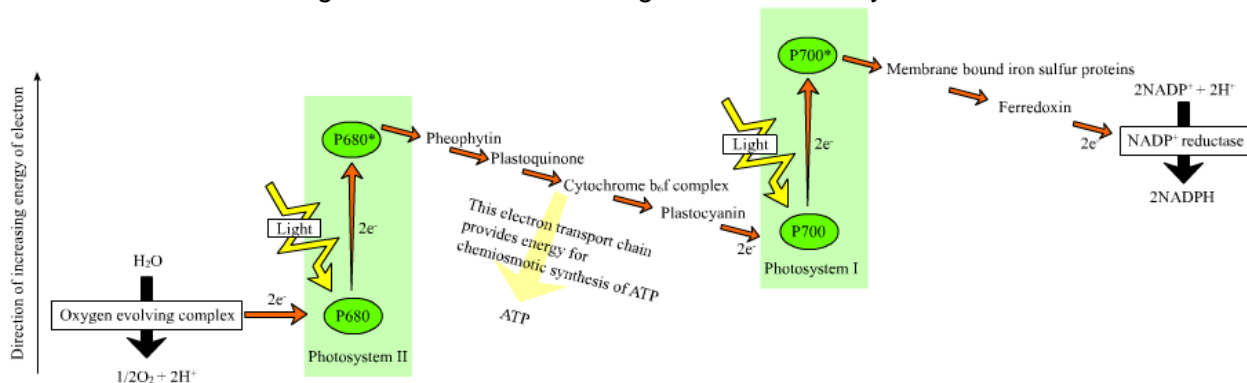 Direction of increasing energy of electron
H₂O
Oxygen evolving complex
1/2O₂ + 2H⁺
2e⁻
Light
P680*
2e⁻
P680
Photosystem II
Pheophytin
Plastoquinone
Cytochrome b₆f complex
Plastocyanin
2e⁻
This electron transport chain
provides energy for
chemiosmotic synthesis of ATP
ATP
Light
P700*
2e⁻
P700
Photosystem I
Membrane bound iron sulfur proteins
Ferredoxin
2e⁻
2NADP⁺ + 2H⁺
NADP⁺ reductase
2NADPH